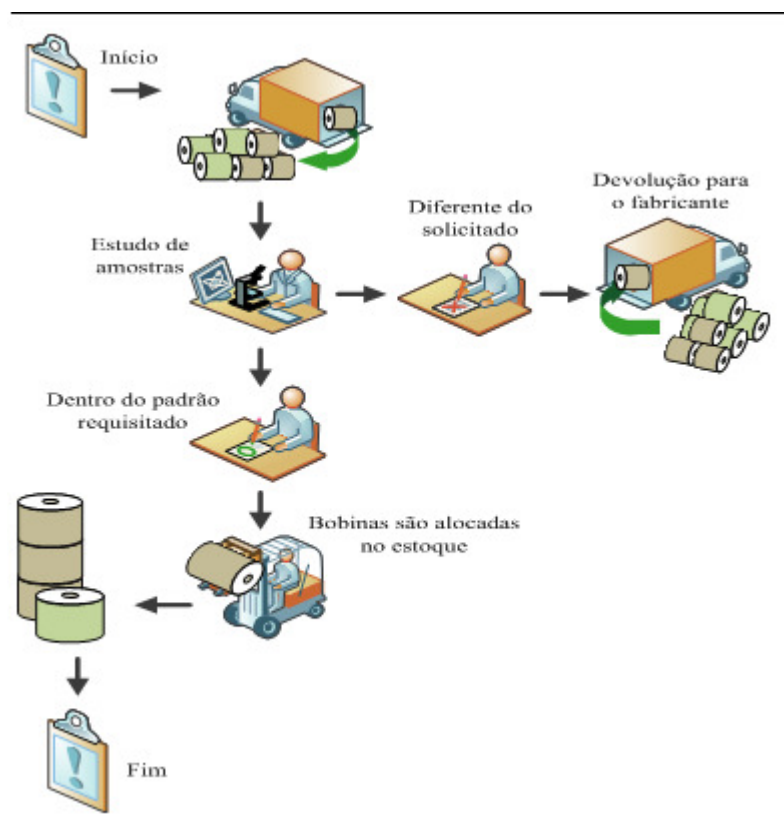 Início
Devolução para
o fabricante
Diferente do
solicitado
Estudo de
amostras
Dentro do padrão
requisitado
Bobinas são alocadas
no estoque
Fim